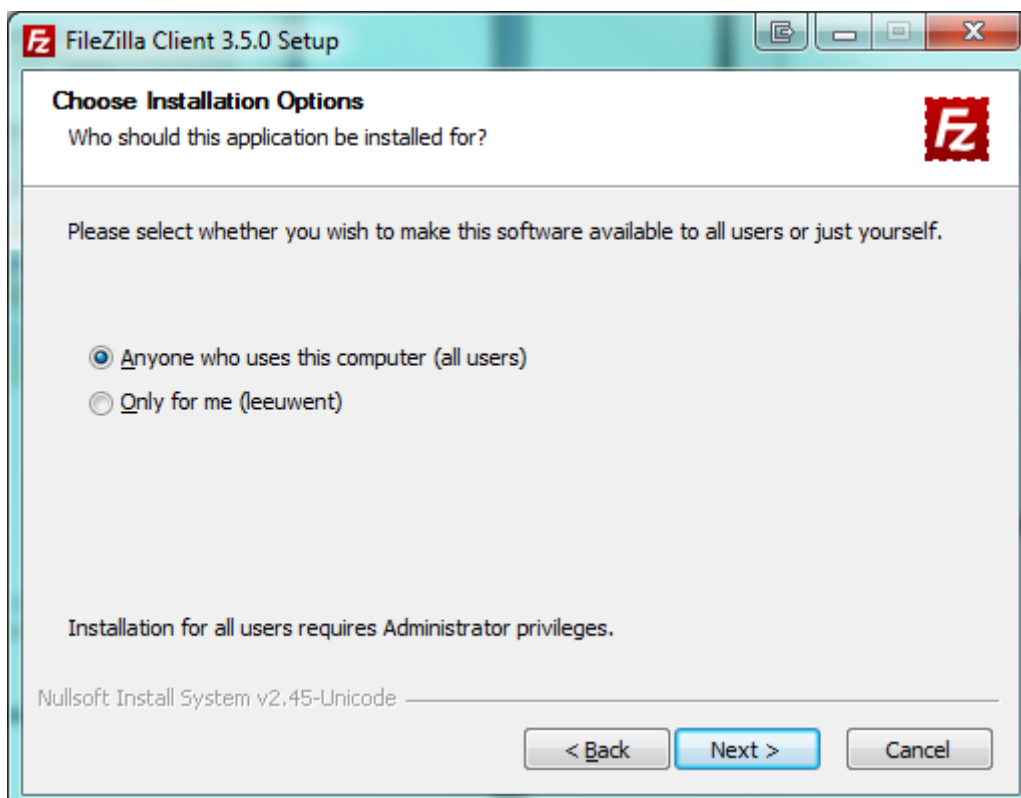 FileZilla Client 3.5.0 Setup
Choose Installation Options
Who should this application be installed for?
Please select whether you wish to make this software available to all users or just yourself.
Anyone who uses this computer (all users)
Only for me (leeuwent)
Installation for all users requires Administrator privileges.
Nullsoft Install System v2.45-Unicode
< Back
Next >
Cancel